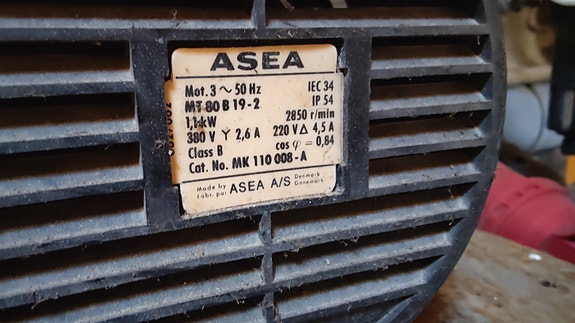 ASEA
Mot. 3 ~ 50 Hz IEC 34
MT 80 B 19-2 IP 54
1,1 kW 2850 r/min
380 V Y 2,6 A 220 V Δ 4,5 A
Class B cos φ = 0,84
Cat. No. MK 110 008-A
Made by ASEA A/S Denmark
Fabr. par Danemark